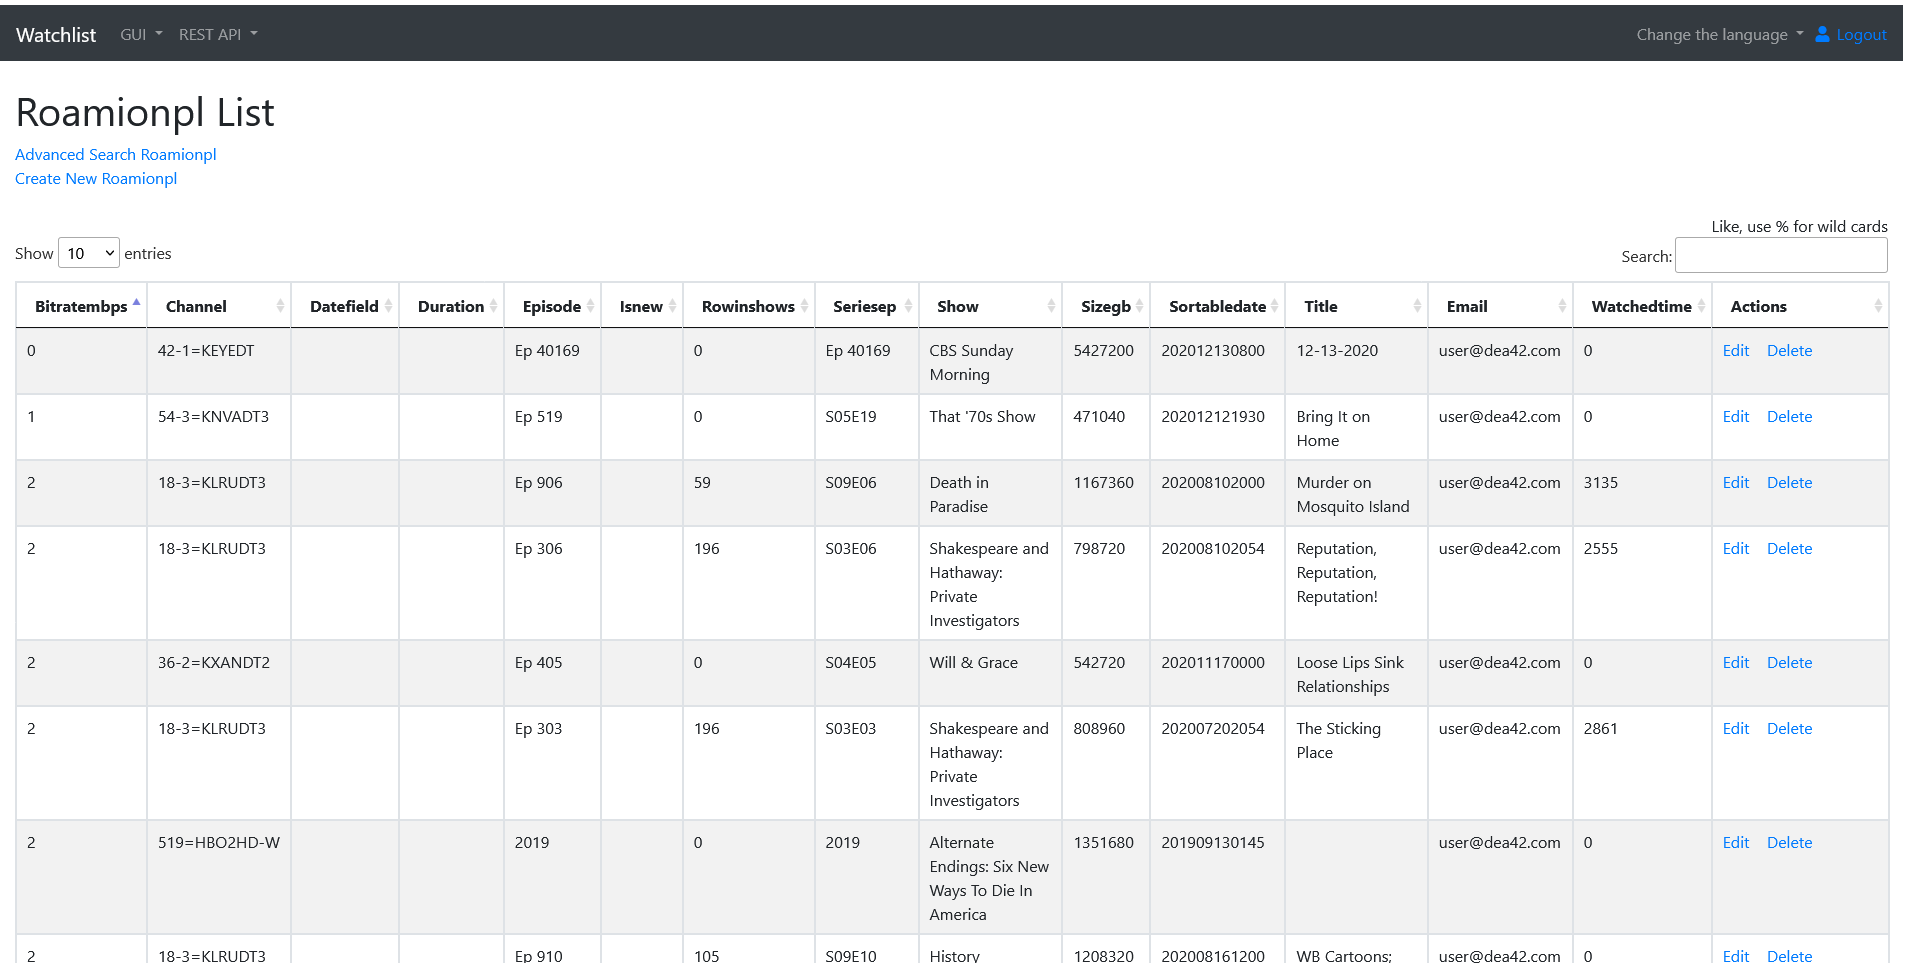 Watchlist GUI REST API Change the language Logout
Roamionpl List
Advanced Search Roamionpl
Create New Roamionpl
Like, use % for wild cards
Show 10 entries Search:
Bitratembps Channel Datefield Duration Episode Isnew Rowinshows Seriesep Show Sizegb Sortabledate Title Email Watchedtime Actions
0 42-1=KEYEDT Ep 40169 0 Ep 40169 CBS Sunday 5427200 202012130800 12-13-2020 user@dea42.com 0 Edit Delete
Morning
1 54-3=KNVADT3 Ep 519 0 S05E19 That '70s Show 471040 202012121930 Bring It on user@dea42.com 0 Edit Delete
Home
2 18-3=KLRUDT3 Ep 906 59 S09E06 Death in 1167360 202008102000 Murder on user@dea42.com 3135 Edit Delete
Paradise Mosquito Island
2 18-3=KLRUDT3 Ep 306 196 S03E06 Shakespeare and 798720 202008102054 Reputation, user@dea42.com 2555 Edit Delete
Hathaway: Reputation,
Private Reputation!
Investigators
2 36-2=KXANDT2 Ep 405 0 S04E05 Will & Grace 542720 202011170000 Loose Lips Sink user@dea42.com 0 Edit Delete
Relationships
2 18-3=KLRUDT3 Ep 303 196 S03E03 Shakespeare and 808960 202007202054 The Sticking user@dea42.com 2861 Edit Delete
Hathaway: Place
Private
Investigators
2 519=HBO2HD-W 2019 0 2019 Alternate 1351680 201909130145 user@dea42.com 0 Edit Delete
Endings: Six New
Ways To Die In
America
2 18-3=KLRUDT3 Ep 910 105 S09E10 History 1208320 202008161200 WB Cartoons; user@dea42.com 0 Edit Delete